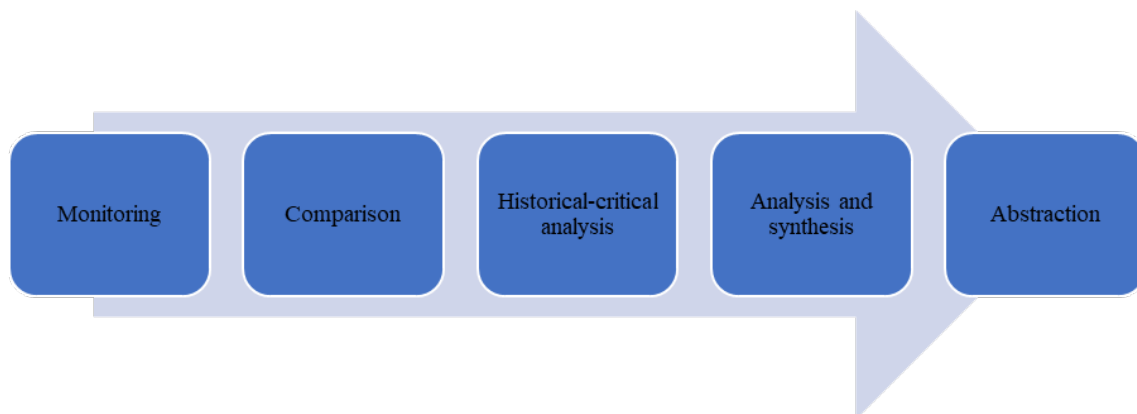 Monitoring
Comparison
Historical-critical
analysis
Analysis and
synthesis
Abstraction